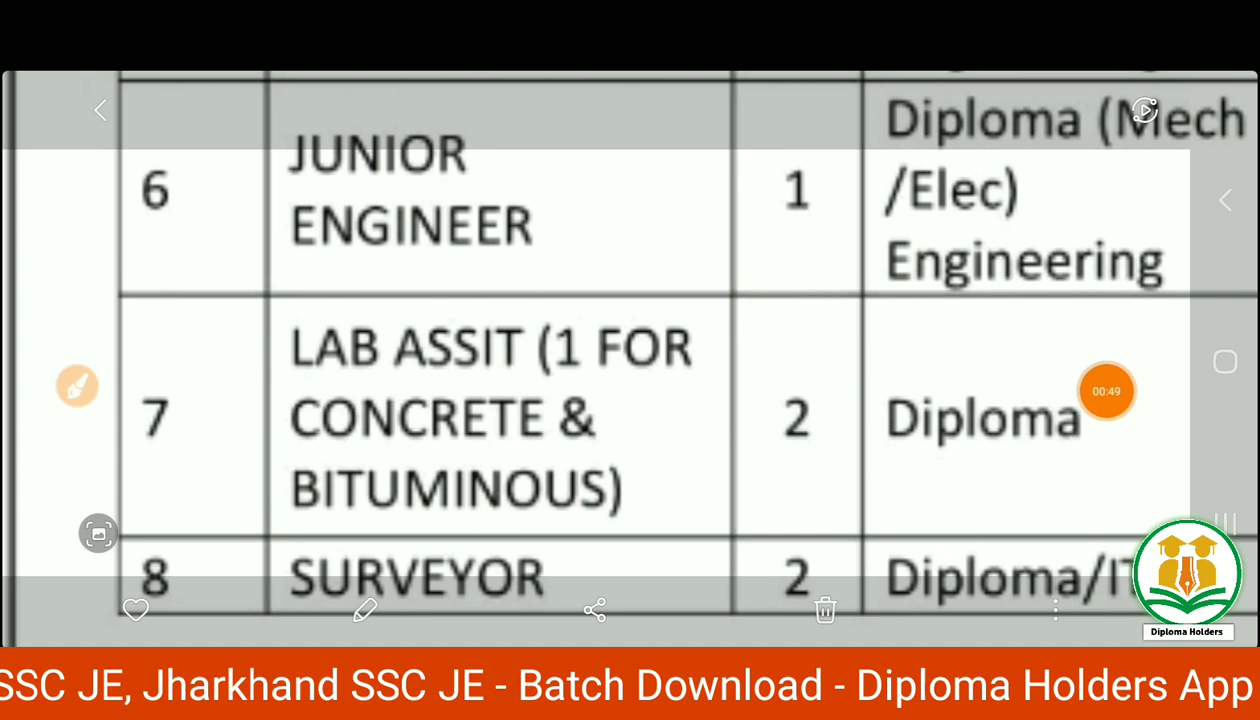 Diploma (Mech
6 JUNIOR ENGINEER 1 /Elec)
Engineering
LAB ASSIT (1 FOR
7 CONCRETE & 2 Diploma
BITUMINOUS)
00:49
8 SURVEYOR 2 Diploma/IT
Diploma Holders
SSC JE, Jharkhand SSC JE - Batch Download - Diploma Holders App